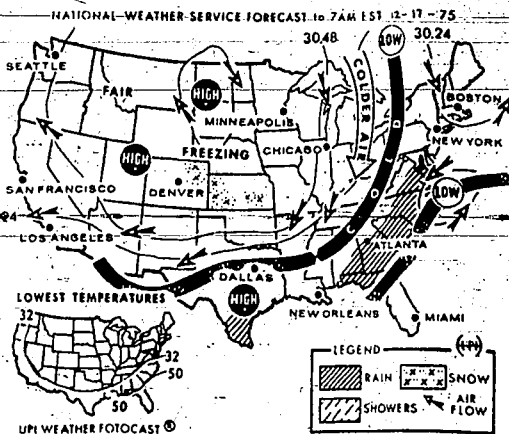 NATIONAL WEATHER SERVICE FORECAST to 7AM EST 12-17-75
30.48
LOW
30.24
SEATTLE
FAIR
HIGH
COLDER AIR
BOSTON
MINNEAPOLIS
NEW YORK
HIGH
FREEZING
CHICAGO
SAN FRANCISCO
DENVER
LOW
LOS ANGELES
ATLANTA
DALLAS
HIGH
NEW ORLEANS
MIAMI
LOWEST TEMPERATURES
32
32
50
50
LEGEND
(UPI)
RAIN
SNOW
SHOWERS
AIR FLOW
UPI WEATHER FOTOCAST ®